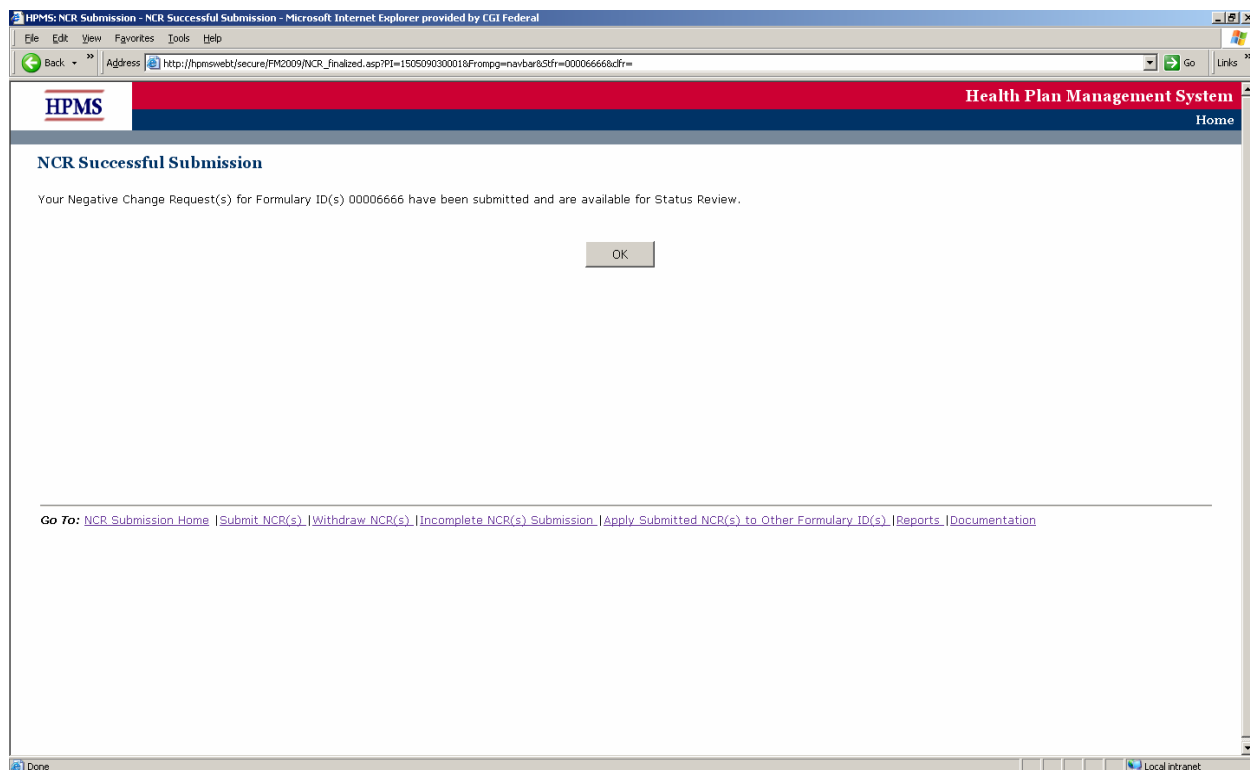 HPMS: NCR Submission - NCR Successful Submission - Microsoft Internet Explorer provided by CGI Federal
File Edit View Favorites Tools Help
Back » Address http://hpmswebt/secure/FM2009/NCR_finalized.asp?PI=150509030001&Frompg=navbar&Stfr=00006666&clfr= Go Links »
HPMS
Health Plan Management System
Home
NCR Successful Submission
Your Negative Change Request(s) for Formulary ID(s) 00006666 have been submitted and are available for Status Review.
OK
Go To: NCR Submission Home |Submit NCR(s) |Withdraw NCR(s) |Incomplete NCR(s) Submission |Apply Submitted NCR(s) to Other Formulary ID(s) |Reports |Documentation
Done Local intranet